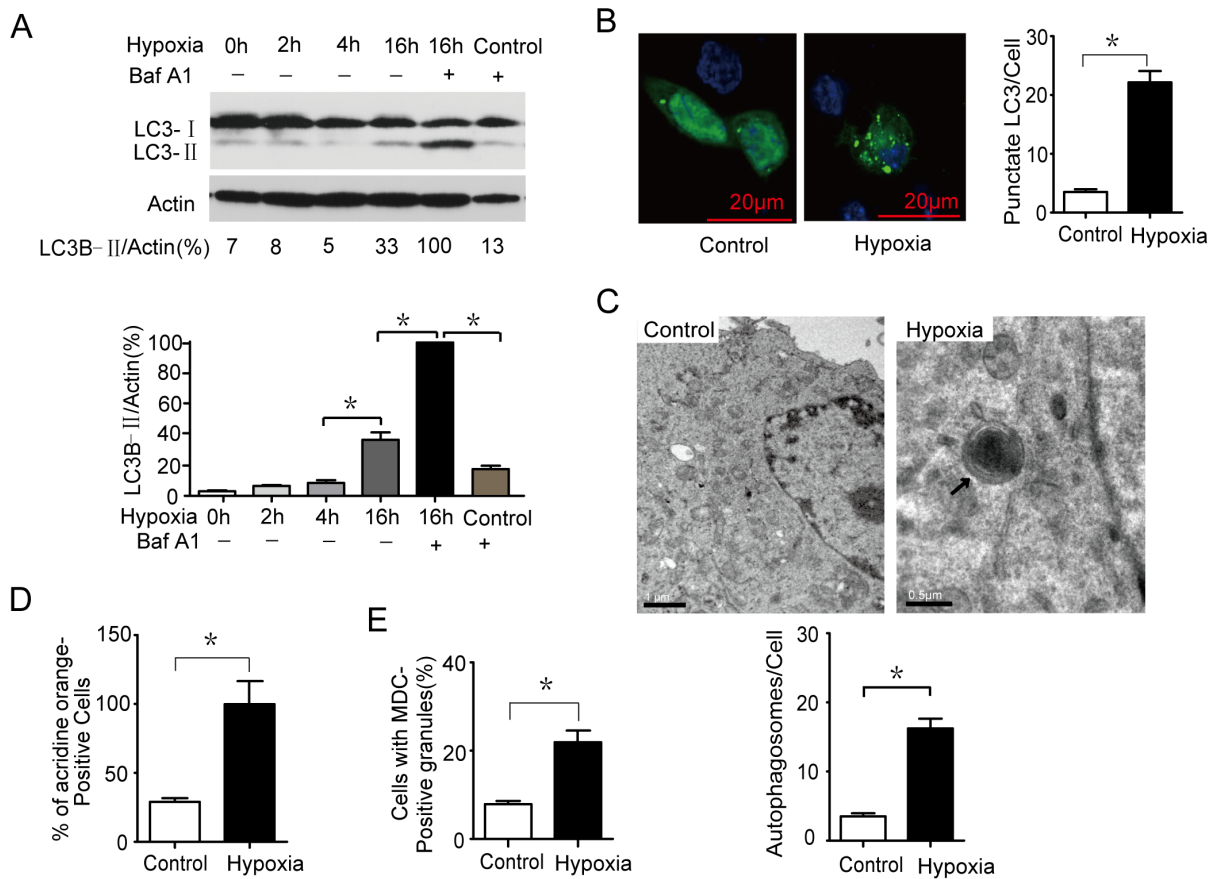 A
Hypoxia 0h 2h 4h 16h 16h Control
Baf A1 − − − − + +
LC3-Ⅰ
LC3-Ⅱ
Actin
LC3B-Ⅱ/Actin(%) 7 8 5 33 100 13
LC3B-Ⅱ/Actin(%)
100
80
60
40
20
0
* * *
Hypoxia 0h 2h 4h 16h 16h Control
Baf A1 − − − − + +
B
20μm 20μm
Control Hypoxia
Punctate LC3/Cell
30
20
10
0
*
Control Hypoxia
C
Control Hypoxia
1 μm 0.5μm
Autophagosomes/Cell
30
20
10
0
*
Control Hypoxia
D
% of acridine orange-
Positive Cells
150
100
50
0
*
Control Hypoxia
E
Cells with MDC-
Positive granules(%)
40
20
0
*
Control Hypoxia